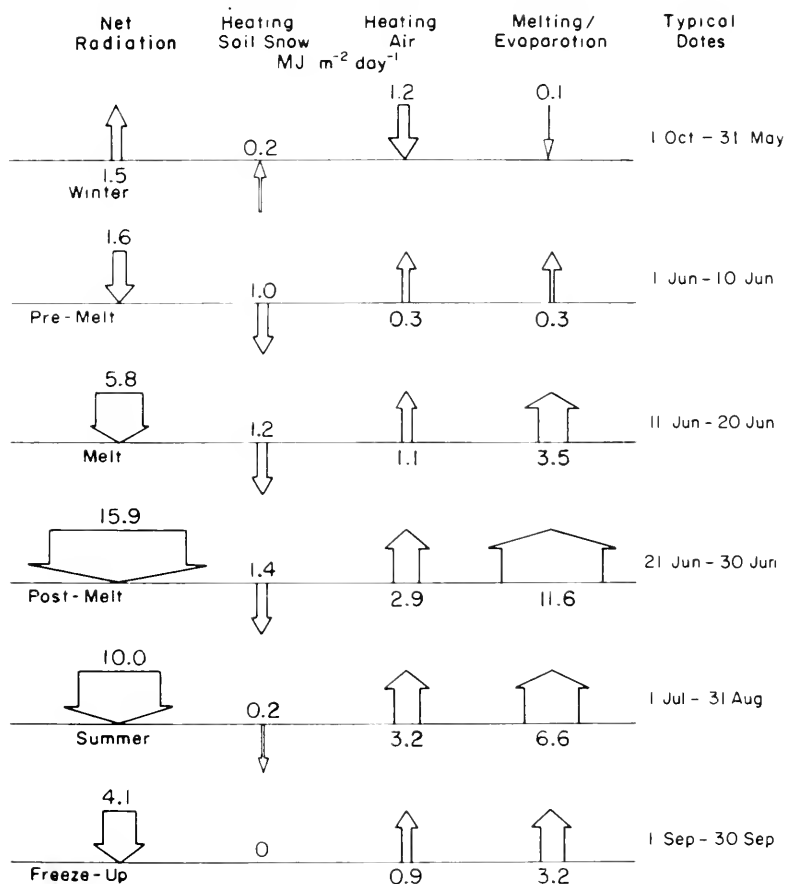 Net Heating Heating Melting/ Typical
Radiation Soil Snow Air Evaparation Dates
MJ m⁻² day⁻¹
1.2 0.1
0.2 1 Oct – 31 May
1.5
Winter
1.6
1.0 1 Jun – 10 Jun
Pre-Melt 0.3 0.3
5.8
1.2 11 Jun – 20 Jun
Melt 1.1 3.5
15.9
1.4 21 Jun – 30 Jun
Post-Melt 2.9 11.6
10.0
0.2 1 Jul – 31 Aug
Summer 3.2 6.6
4.1
0 1 Sep – 30 Sep
Freeze-Up 0.9 3.2